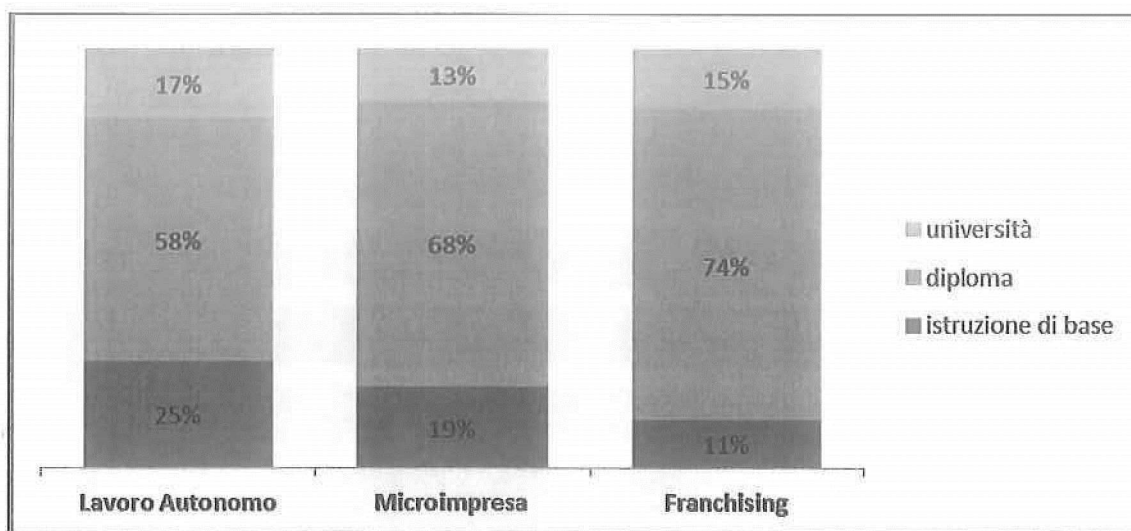 17% 13% 15%
58% 68% 74%
25% 19% 11%
università
diploma
istruzione di base
Lavoro Autonomo Microimpresa Franchising